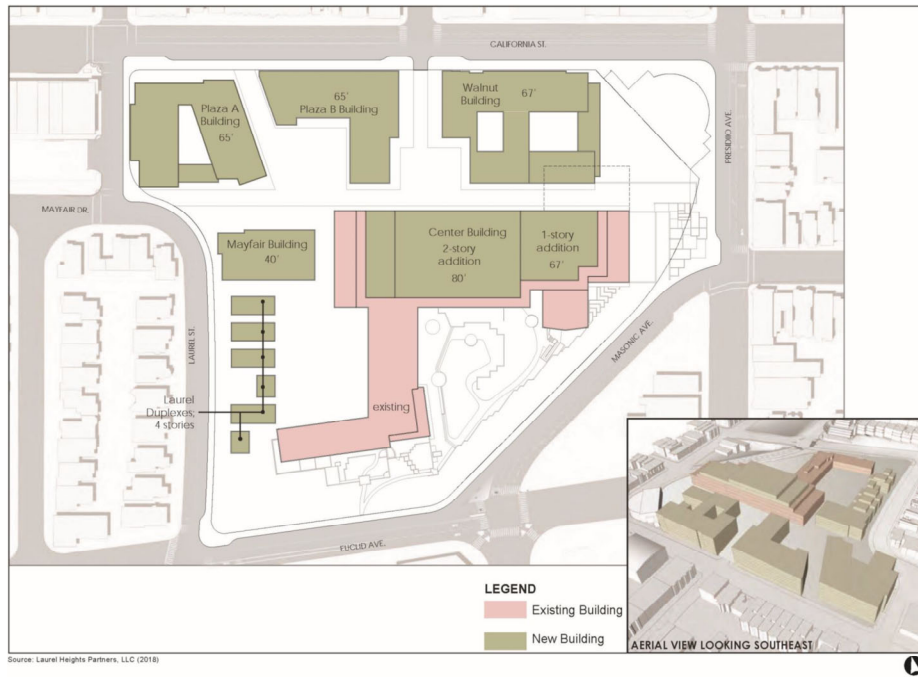 CALIFORNIA ST.
Plaza A
Building
65'
65'
Plaza B Building
Walnut
Building
67'
PRESIDIO AVE.
MAYFAIR DR.
Mayfair Building
40'
Center Building
2-story
addition
80'
1-story
addition
67'
LAUREL ST.
MASONIC AVE.
Laurel
Duplexes;
4 stories
existing
EUCLID AVE.
LEGEND
Existing Building
New Building
AERIAL VIEW LOOKING SOUTHEAST
Source: Laurel Heights Partners, LLC (2018)